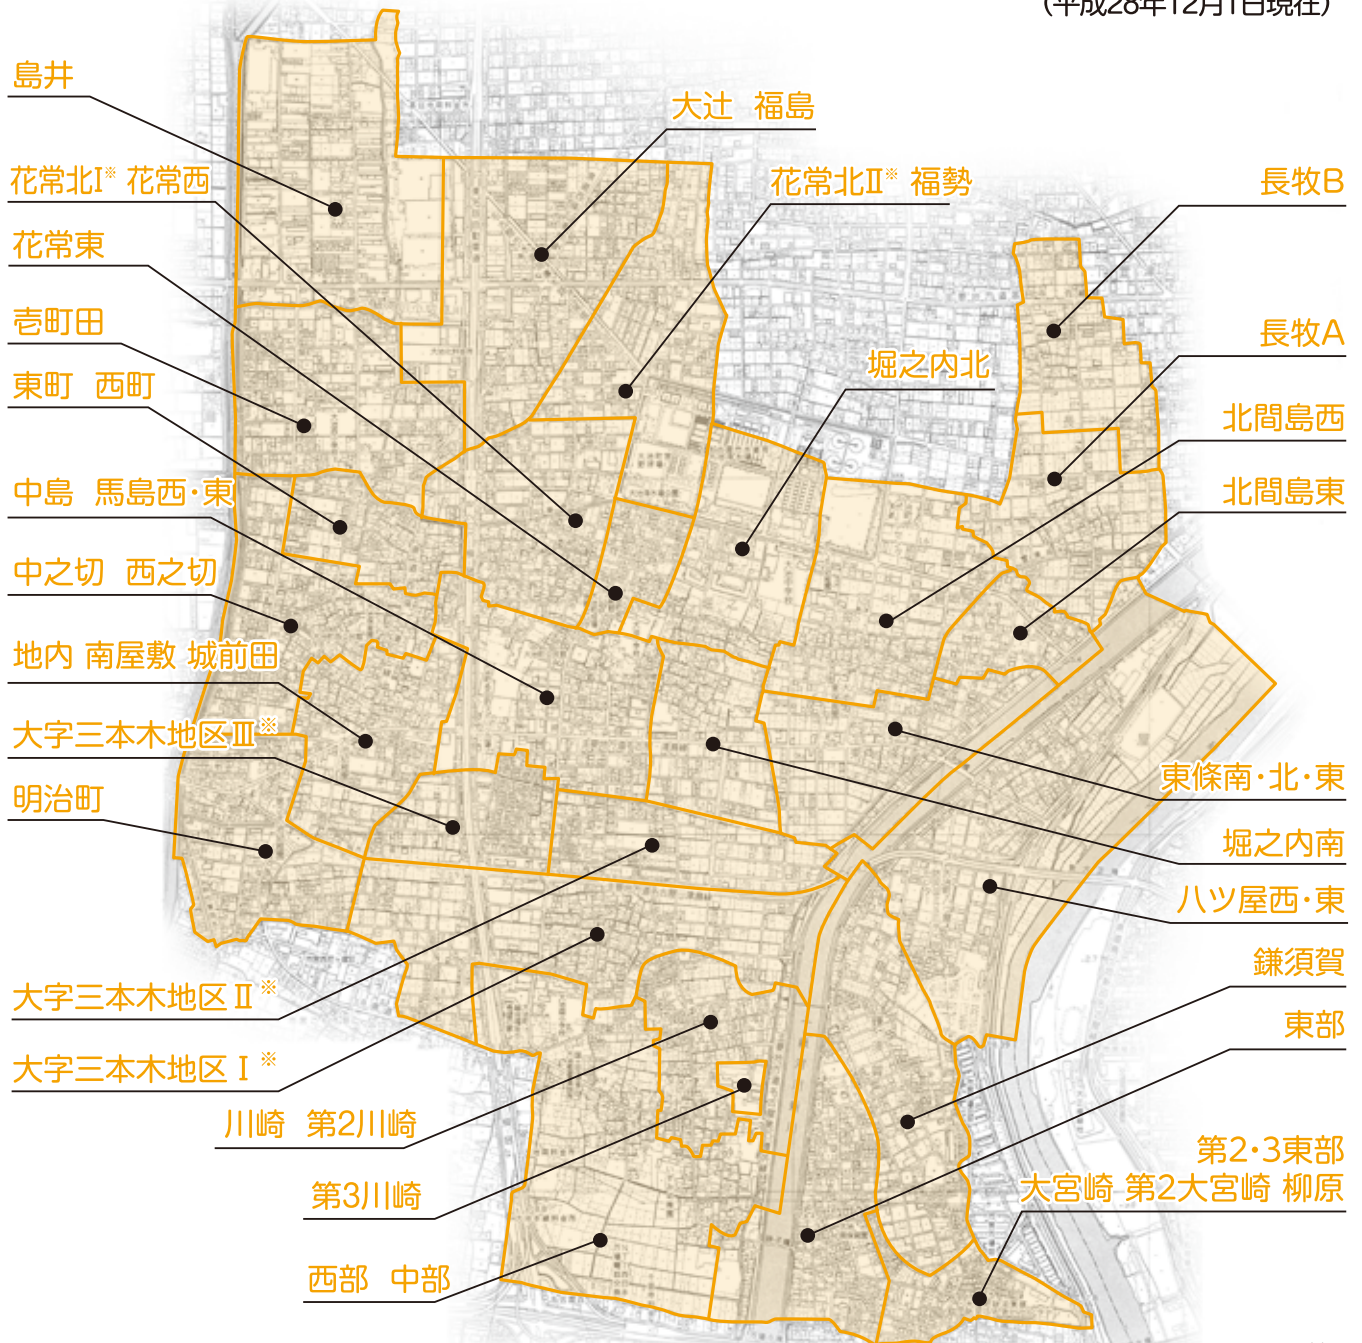 (平成28年12月1日現在)
島井
大辻 福島
花常北Ⅰ※ 花常西
花常北Ⅱ※ 福勢
長牧B
花常東
壱町田
長牧A
堀之内北
東町 西町
北間島西
中島 馬島西・東
北間島東
中之切 西之切
地内 南屋敷 城前田
大字三本木地区Ⅲ※
東條南・北・東
明治町
堀之内南
八ツ屋西・東
鎌須賀
大字三本木地区Ⅱ※
東部
大字三本木地区Ⅰ※
川崎 第2川崎
第2・3東部
大宮崎 第2大宮崎 柳原
第3川崎
西部 中部